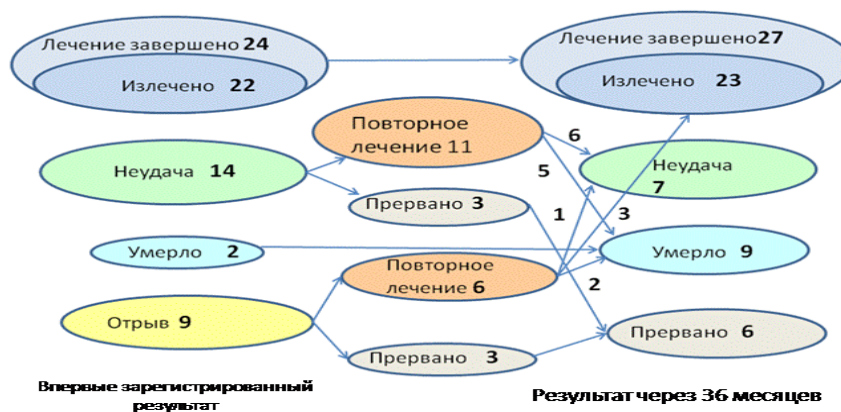 Лечение завершено 24
Излечено 22
Неудача 14
Умерло 2
Отрыв 9
Впервые зарегистрированный
результат
Повторное
лечение 11
Прервано 3
Повторное
лечение 6
Прервано 3
6
5
1
3
2
Лечение завершено27
Излечено 23
Неудача
7
Умерло 9
Прервано 6
Результат через 36 месяцев